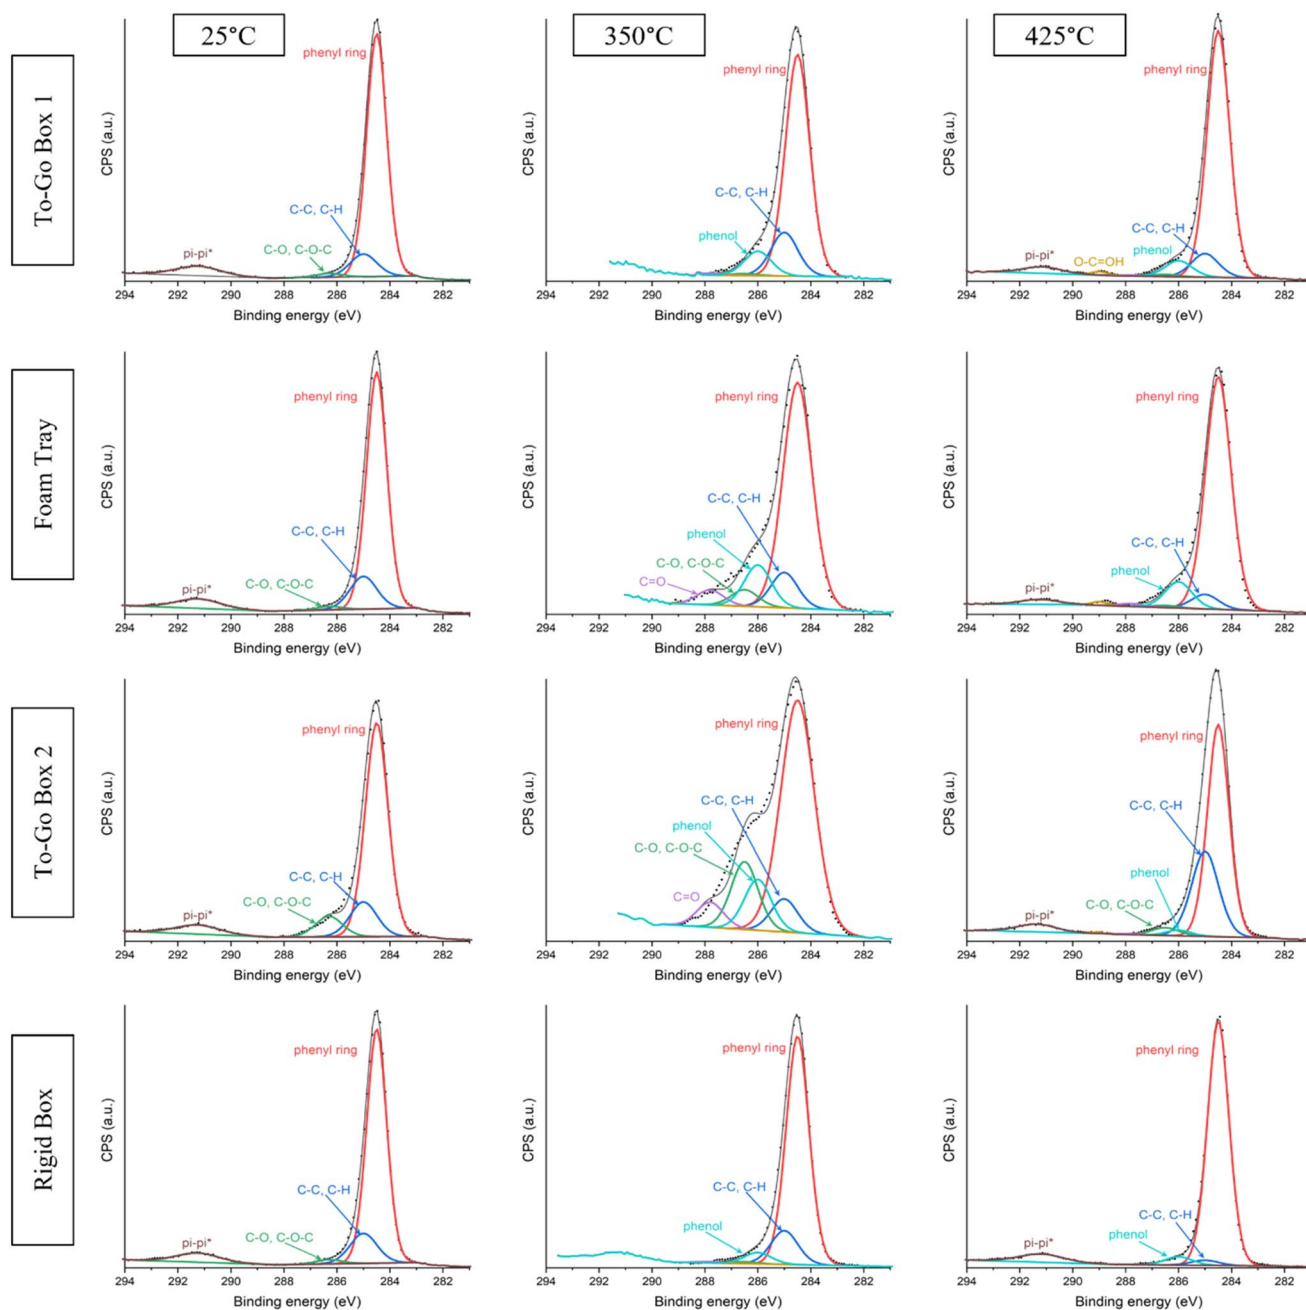 25°C
350°C
425°C
To-Go Box 1
CPS (a.u.)
phenyl ring
C-C, C-H
C-O, C-O-C
pi-pi*
294 292 290 288 286 284 282
Binding energy (eV)
CPS (a.u.)
phenyl ring
C-C, C-H
phenol
294 292 290 288 286 284 282
Binding energy (eV)
CPS (a.u.)
phenyl ring
C-C, C-H
phenol
O-C=OH
pi-pi*
294 292 290 288 286 284 282
Binding energy (eV)
Foam Tray
CPS (a.u.)
phenyl ring
C-C, C-H
C-O, C-O-C
pi-pi*
294 292 290 288 286 284 282
Binding energy (eV)
CPS (a.u.)
phenyl ring
C-C, C-H
phenol
C-O, C-O-C
C=O
294 292 290 288 286 284 282
Binding energy (eV)
CPS (a.u.)
phenyl ring
C-C, C-H
phenol
pi-pi*
294 292 290 288 286 284 282
Binding energy (eV)
To-Go Box 2
CPS (a.u.)
phenyl ring
C-C, C-H
C-O, C-O-C
pi-pi*
294 292 290 288 286 284 282
Binding energy (eV)
CPS (a.u.)
phenyl ring
C-C, C-H
phenol
C-O, C-O-C
C=O
294 292 290 288 286 284 282
Binding energy (eV)
CPS (a.u.)
phenyl ring
C-C, C-H
phenol
C-O, C-O-C
pi-pi*
294 292 290 288 286 284 282
Binding energy (eV)
Rigid Box
CPS (a.u.)
phenyl ring
C-C, C-H
C-O, C-O-C
pi-pi*
294 292 290 288 286 284 282
Binding energy (eV)
CPS (a.u.)
phenyl ring
C-C, C-H
phenol
294 292 290 288 286 284 282
Binding energy (eV)
CPS (a.u.)
phenyl ring
C-C, C-H
phenol
pi-pi*
294 292 290 288 286 284 282
Binding energy (eV)